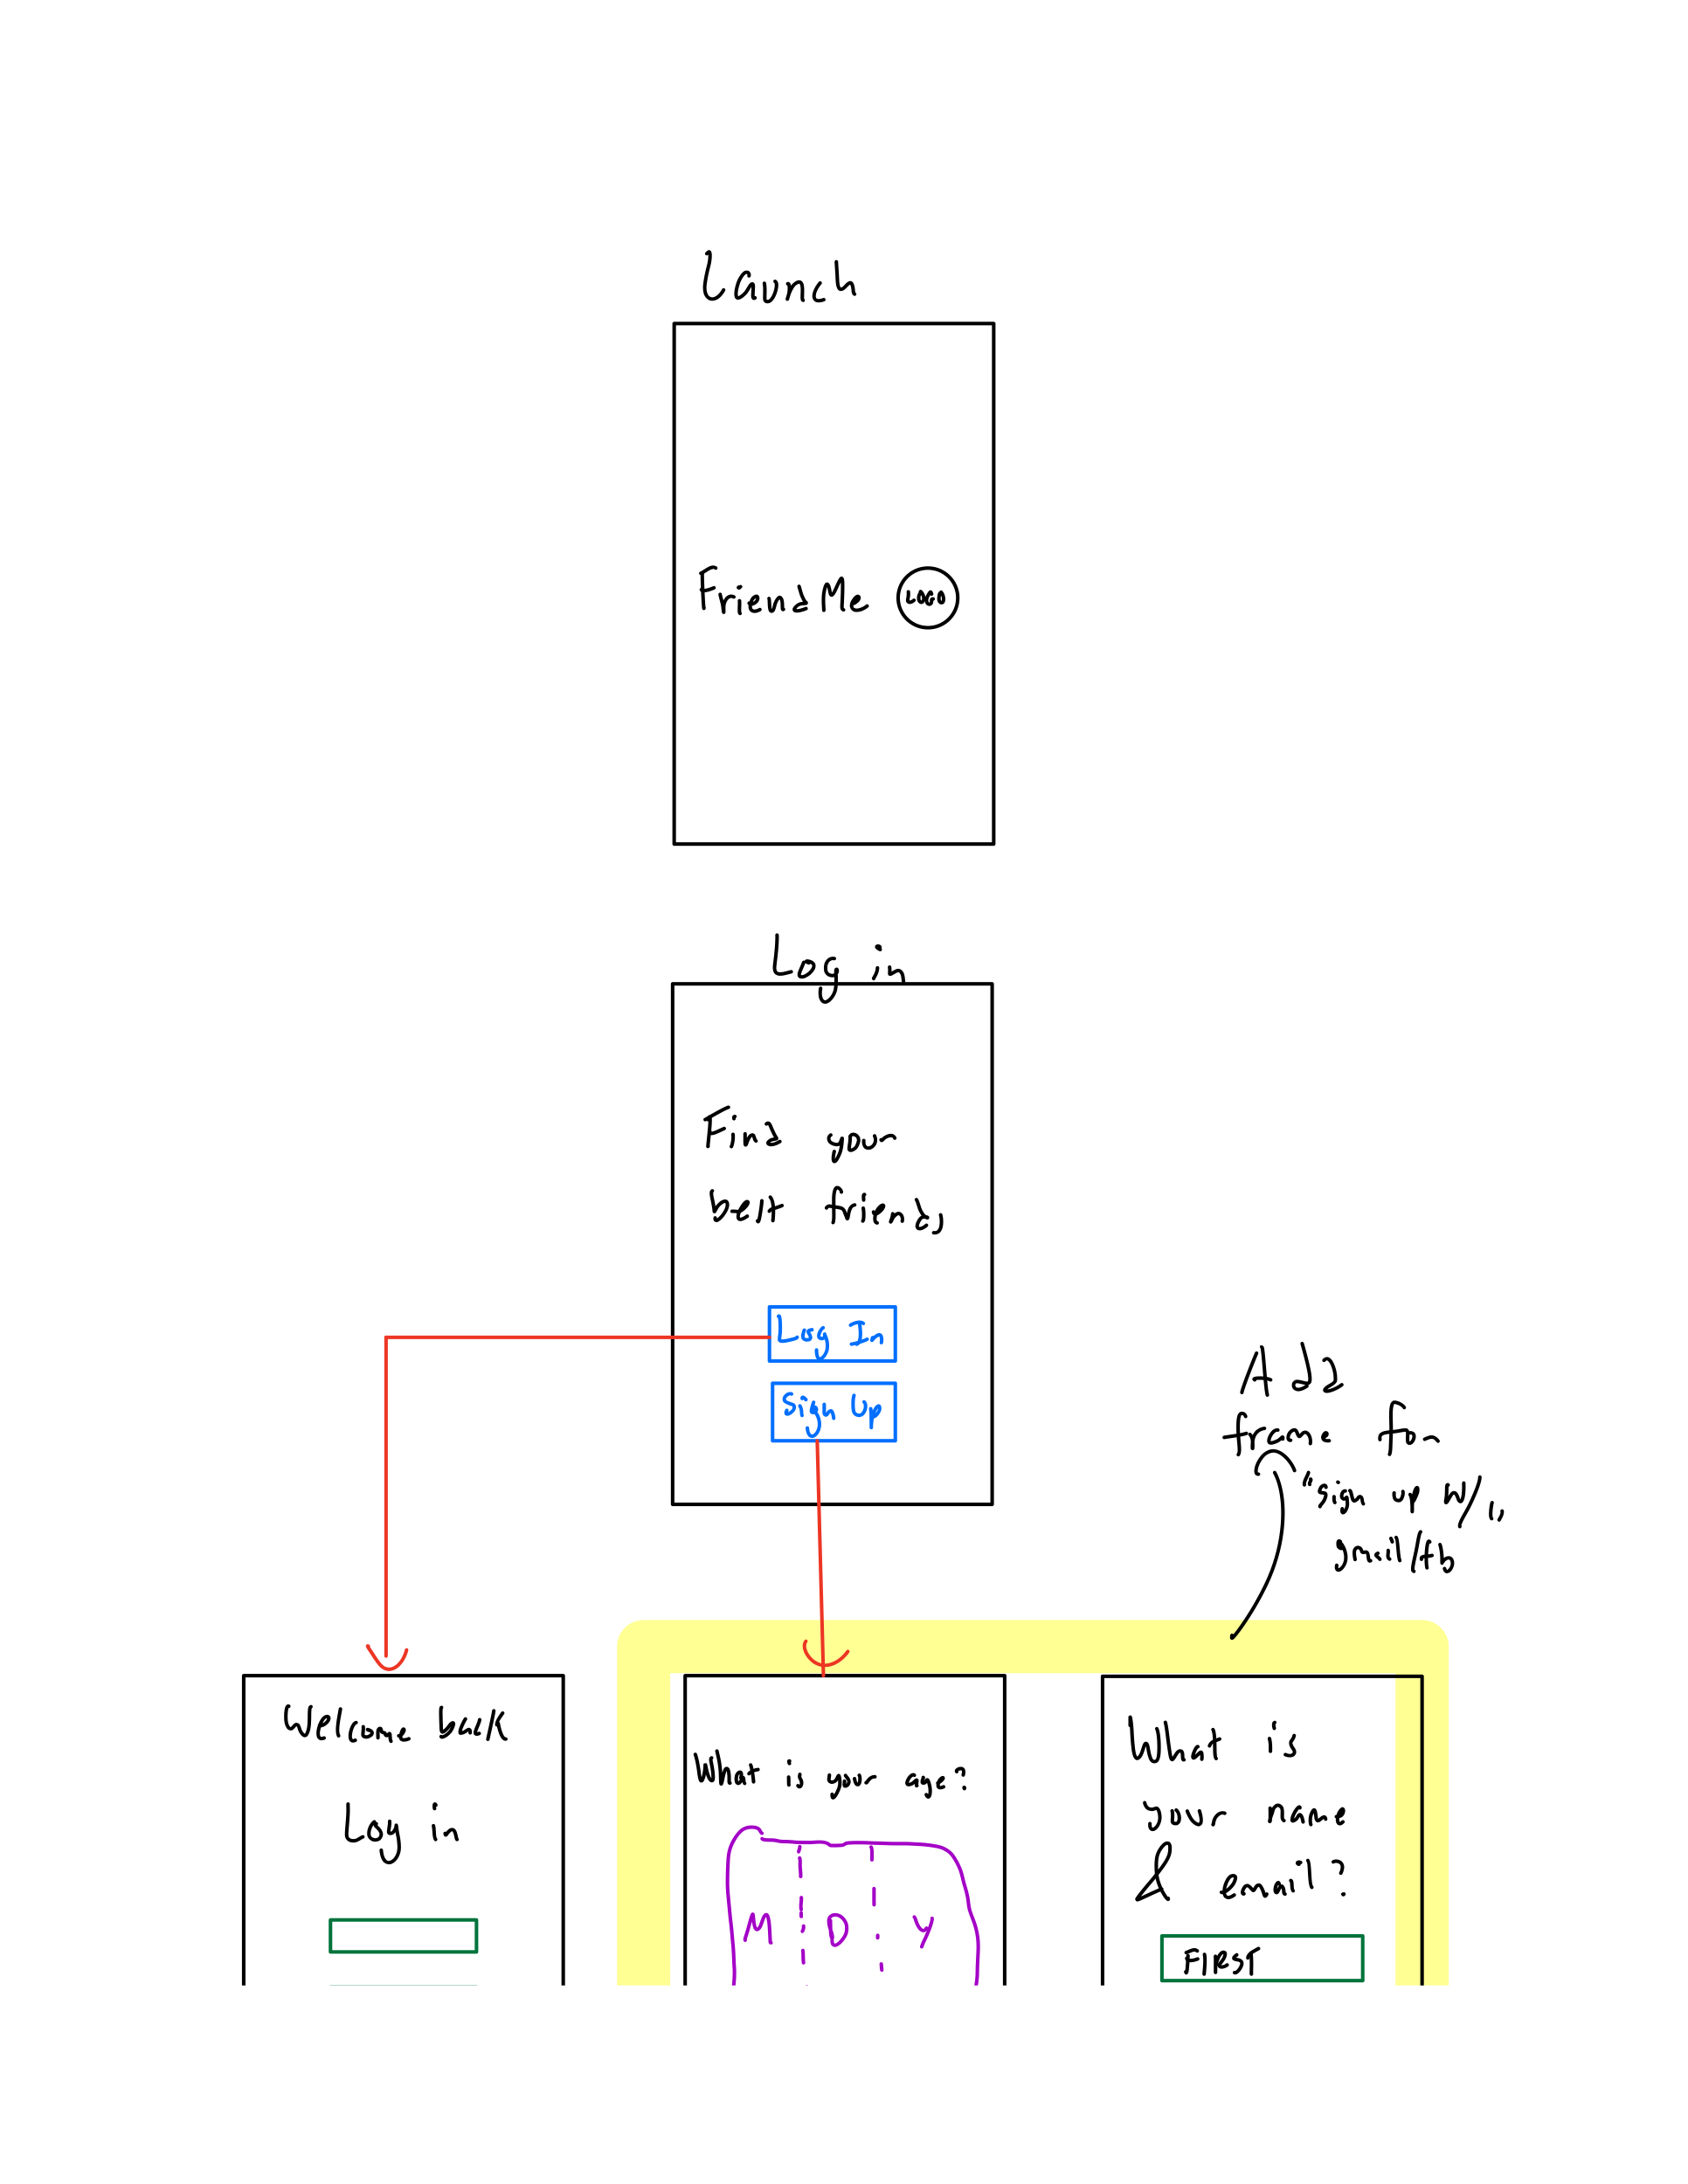 Launch
FriendMe LOGO
Log in
Find your
best friends
Log In
Sign Up
Add
frame for
"sign up w/"
gmail/fb
Welcome back
Log in
What is your age?
M D Y
What is
your name
& email?
FIRST